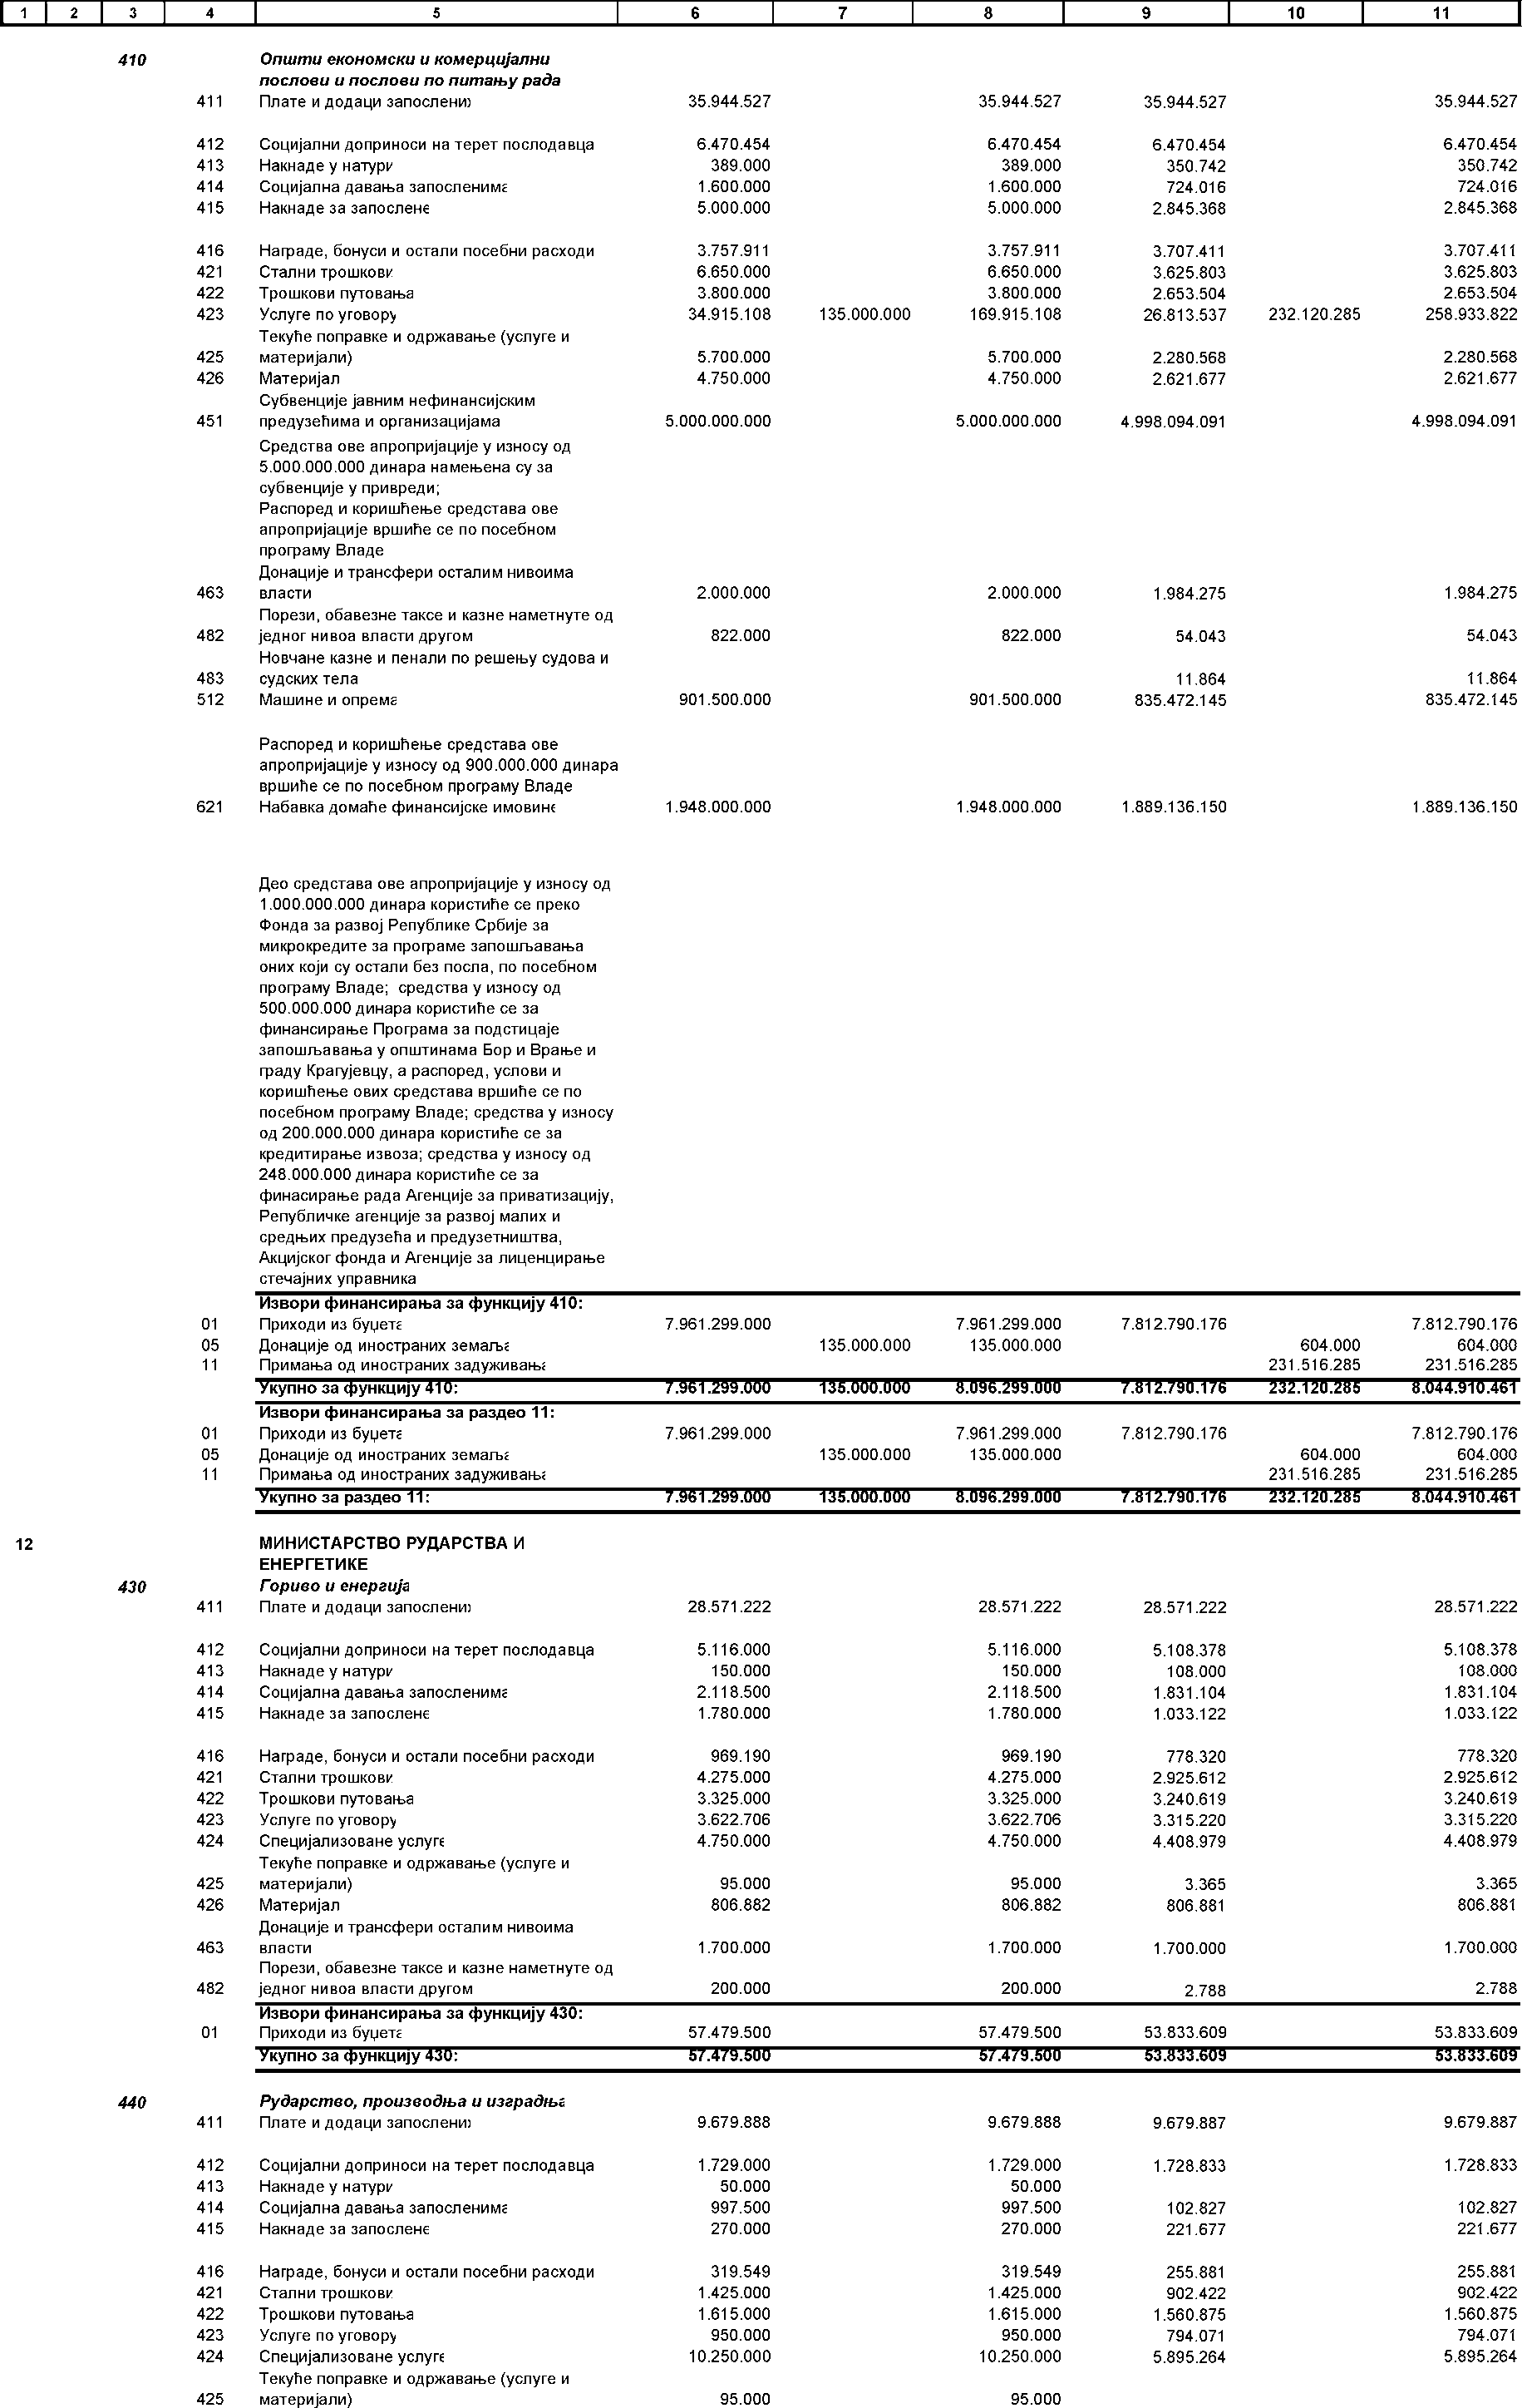 1 2 3 4 5 6 7 8 9 10 11
410 Општи економски и комерцијални
послови и послови по питању рада
411 Плате и додаци запослених 35.944.527 35.944.527 35.944.527 35.944.527
412 Социјални доприноси на терет послодавца 6.470.454 6.470.454 6.470.454 6.470.454
413 Накнаде у натури 389.000 389.000 350.742 350.742
414 Социјална давања запосленима 1.600.000 1.600.000 724.016 724.016
415 Накнаде за запослене 5.000.000 5.000.000 2.845.368 2.845.368
416 Награде, бонуси и остали посебни расходи 3.757.911 3.757.911 3.707.411 3.707.411
421 Стални трошкови 6.650.000 6.650.000 3.625.803 3.625.803
422 Трошкови путовања 3.800.000 3.800.000 2.653.504 2.653.504
423 Услуге по уговору 34.915.108 135.000.000 169.915.108 26.813.537 232.120.285 258.933.822
Текуће поправке и одржавање (услуге и
425 материјали) 5.700.000 5.700.000 2.280.568 2.280.568
426 Материјал 4.750.000 4.750.000 2.621.677 2.621.677
Субвенције јавним нефинансијским
451 предузећима и организацијама 5.000.000.000 5.000.000.000 4.998.094.091 4.998.094.091
Средства ове апропријације у износу од
5.000.000.000 динара намењена су за
субвенције у привреди;
Распоред и коришћење средстава ове
апропријације вршиће се по посебном
програму Владе
Донације и трансфери осталим нивоима
463 власти 2.000.000 2.000.000 1.984.275 1.984.275
Порези, обавезне таксе и казне наметнуте од
482 једног нивоа власти другом 822.000 822.000 54.043 54.043
Новчане казне и пенали по решењу судова и
483 судских тела 11.864 11.864
512 Машине и опрема 901.500.000 901.500.000 835.472.145 835.472.145
Распоред и коришћење средстава ове
апропријације у износу од 900.000.000 динара
вршиће се по посебном програму Владе
621 Набавка домаће финансијске имовине 1.948.000.000 1.948.000.000 1.889.136.150 1.889.136.150
Део средстава ове апропријације у износу од
1.000.000.000 динара користиће се преко
Фонда за развој Републике Србије за
микрокредите за програме запошљавања
оних који су остали без посла, по посебном
програму Владе; средства у износу од
500.000.000 динара користиће се за
финансирање Програма за подстицаје
запошљавања у општинама Бор и Врање и
граду Крагујевцу, а распоред, услови и
коришћење ових средстава вршиће се по
посебном програму Владе; средства у износу
од 200.000.000 динара користиће се за
кредитирање извоза; средства у износу од
248.000.000 динара користиће се за
финасирање рада Агенције за приватизацију,
Републичке агенције за развој малих и
средњих предузећа и предузетништва,
Акцијског фонда и Агенције за лиценцирање
стечајних управника
Извори финансирања за функцију 410:
01 Приходи из буџета 7.961.299.000 7.961.299.000 7.812.790.176 7.812.790.176
05 Донације од иностраних земаља 135.000.000 135.000.000 604.000 604.000
11 Примања од иностраних задуживања 231.516.285 231.516.285
Укупно за функцију 410: 7.961.299.000 135.000.000 8.096.299.000 7.812.790.176 232.120.285 8.044.910.461
Извори финансирања за раздео 11:
01 Приходи из буџета 7.961.299.000 7.961.299.000 7.812.790.176 7.812.790.176
05 Донације од иностраних земаља 135.000.000 135.000.000 604.000 604.000
11 Примања од иностраних задуживања 231.516.285 231.516.285
Укупно за раздео 11: 7.961.299.000 135.000.000 8.096.299.000 7.812.790.176 232.120.285 8.044.910.461
12 МИНИСТАРСТВО РУДАРСТВА И
ЕНЕРГЕТИКЕ
430 Гориво и енергија
411 Плате и додаци запослених 28.571.222 28.571.222 28.571.222 28.571.222
412 Социјални доприноси на терет послодавца 5.116.000 5.116.000 5.108.378 5.108.378
413 Накнаде у натури 150.000 150.000 108.000 108.000
414 Социјална давања запосленима 2.118.500 2.118.500 1.831.104 1.831.104
415 Накнаде за запослене 1.780.000 1.780.000 1.033.122 1.033.122
416 Награде, бонуси и остали посебни расходи 969.190 969.190 778.320 778.320
421 Стални трошкови 4.275.000 4.275.000 2.925.612 2.925.612
422 Трошкови путовања 3.325.000 3.325.000 3.240.619 3.240.619
423 Услуге по уговору 3.622.706 3.622.706 3.315.220 3.315.220
424 Специјализоване услуге 4.750.000 4.750.000 4.408.979 4.408.979
Текуће поправке и одржавање (услуге и
425 материјали) 95.000 95.000 3.365 3.365
426 Материјал 806.882 806.882 806.881 806.881
Донације и трансфери осталим нивоима
463 власти 1.700.000 1.700.000 1.700.000 1.700.000
Порези, обавезне таксе и казне наметнуте од
482 једног нивоа власти другом 200.000 200.000 2.788 2.788
Извори финансирања за функцију 430:
01 Приходи из буџета 57.479.500 57.479.500 53.833.609 53.833.609
Укупно за функцију 430: 57.479.500 57.479.500 53.833.609 53.833.609
440 Рударство, производња и изградња
411 Плате и додаци запослених 9.679.888 9.679.888 9.679.887 9.679.887
412 Социјални доприноси на терет послодавца 1.729.000 1.729.000 1.728.833 1.728.833
413 Накнаде у натури 50.000 50.000
414 Социјална давања запосленима 997.500 997.500 102.827 102.827
415 Накнаде за запослене 270.000 270.000 221.677 221.677
416 Награде, бонуси и остали посебни расходи 319.549 319.549 255.881 255.881
421 Стални трошкови 1.425.000 1.425.000 902.422 902.422
422 Трошкови путовања 1.615.000 1.615.000 1.560.875 1.560.875
423 Услуге по уговору 950.000 950.000 794.071 794.071
424 Специјализоване услуге 10.250.000 10.250.000 5.895.264 5.895.264
Текуће поправке и одржавање (услуге и
425 материјали) 95.000 95.000